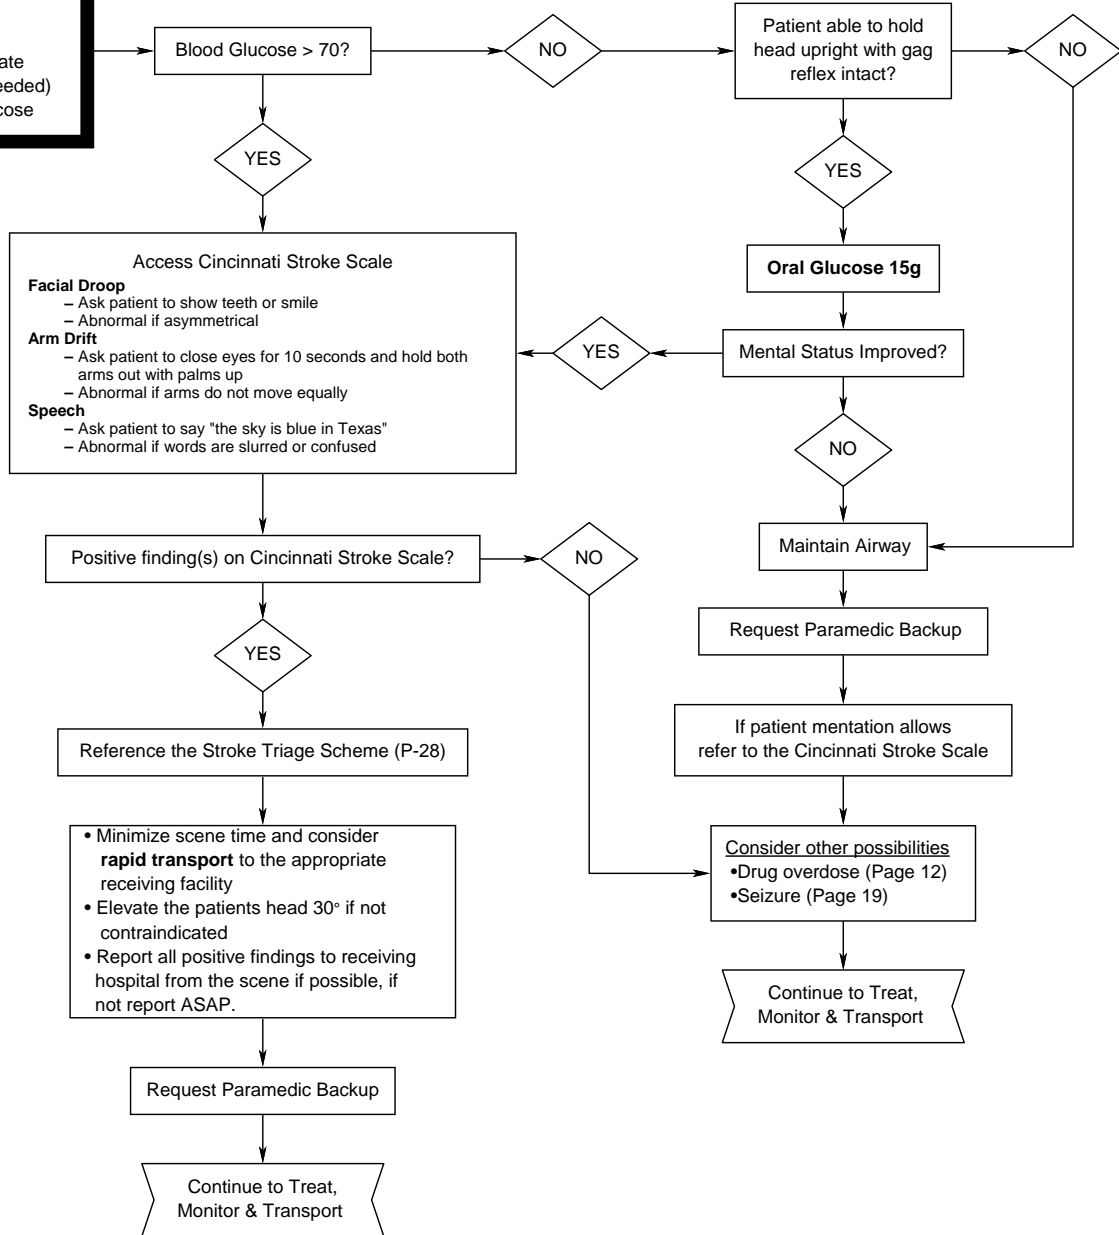 Blood Glucose > 70?
NO
Patient able to hold
head upright with gag
reflex intact?
NO
cose
YES
YES
Access Cincinnati Stroke Scale
Facial Droop
– Ask patient to show teeth or smile
– Abnormal if asymmetrical
Arm Drift
– Ask patient to close eyes for 10 seconds and hold both
arms out with palms up
– Abnormal if arms do not move equally
Speech
– Ask patient to say "the sky is blue in Texas"
– Abnormal if words are slurred or confused
Oral Glucose 15g
Mental Status Improved?
YES
NO
Positive finding(s) on Cincinnati Stroke Scale?
NO
Maintain Airway
YES
Request Paramedic Backup
Reference the Stroke Triage Scheme (P-28)
If patient mentation allows
refer to the Cincinnati Stroke Scale
• Minimize scene time and consider
rapid transport to the appropriate
receiving facility
• Elevate the patients head 30° if not
contraindicated
• Report all positive findings to receiving
hospital from the scene if possible, if
not report ASAP.
Consider other possibilities
•Drug overdose (Page 12)
•Seizure (Page 19)
Continue to Treat,
Monitor & Transport
Request Paramedic Backup
Continue to Treat,
Monitor & Transport